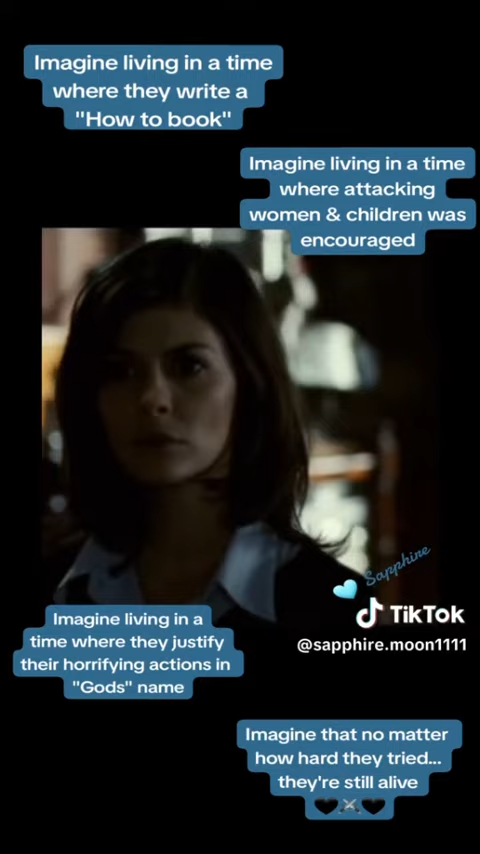 Imagine living in a time
where they write a
"How to book"
Imagine living in a time
where attacking
women & children was
encouraged
Sapphire
TikTok
@sapphire.moon1111
Imagine living in a
time where they justify
their horrifying actions in
"Gods" name
Imagine that no matter
how hard they tried...
they're still alive
🖤⚔️🖤